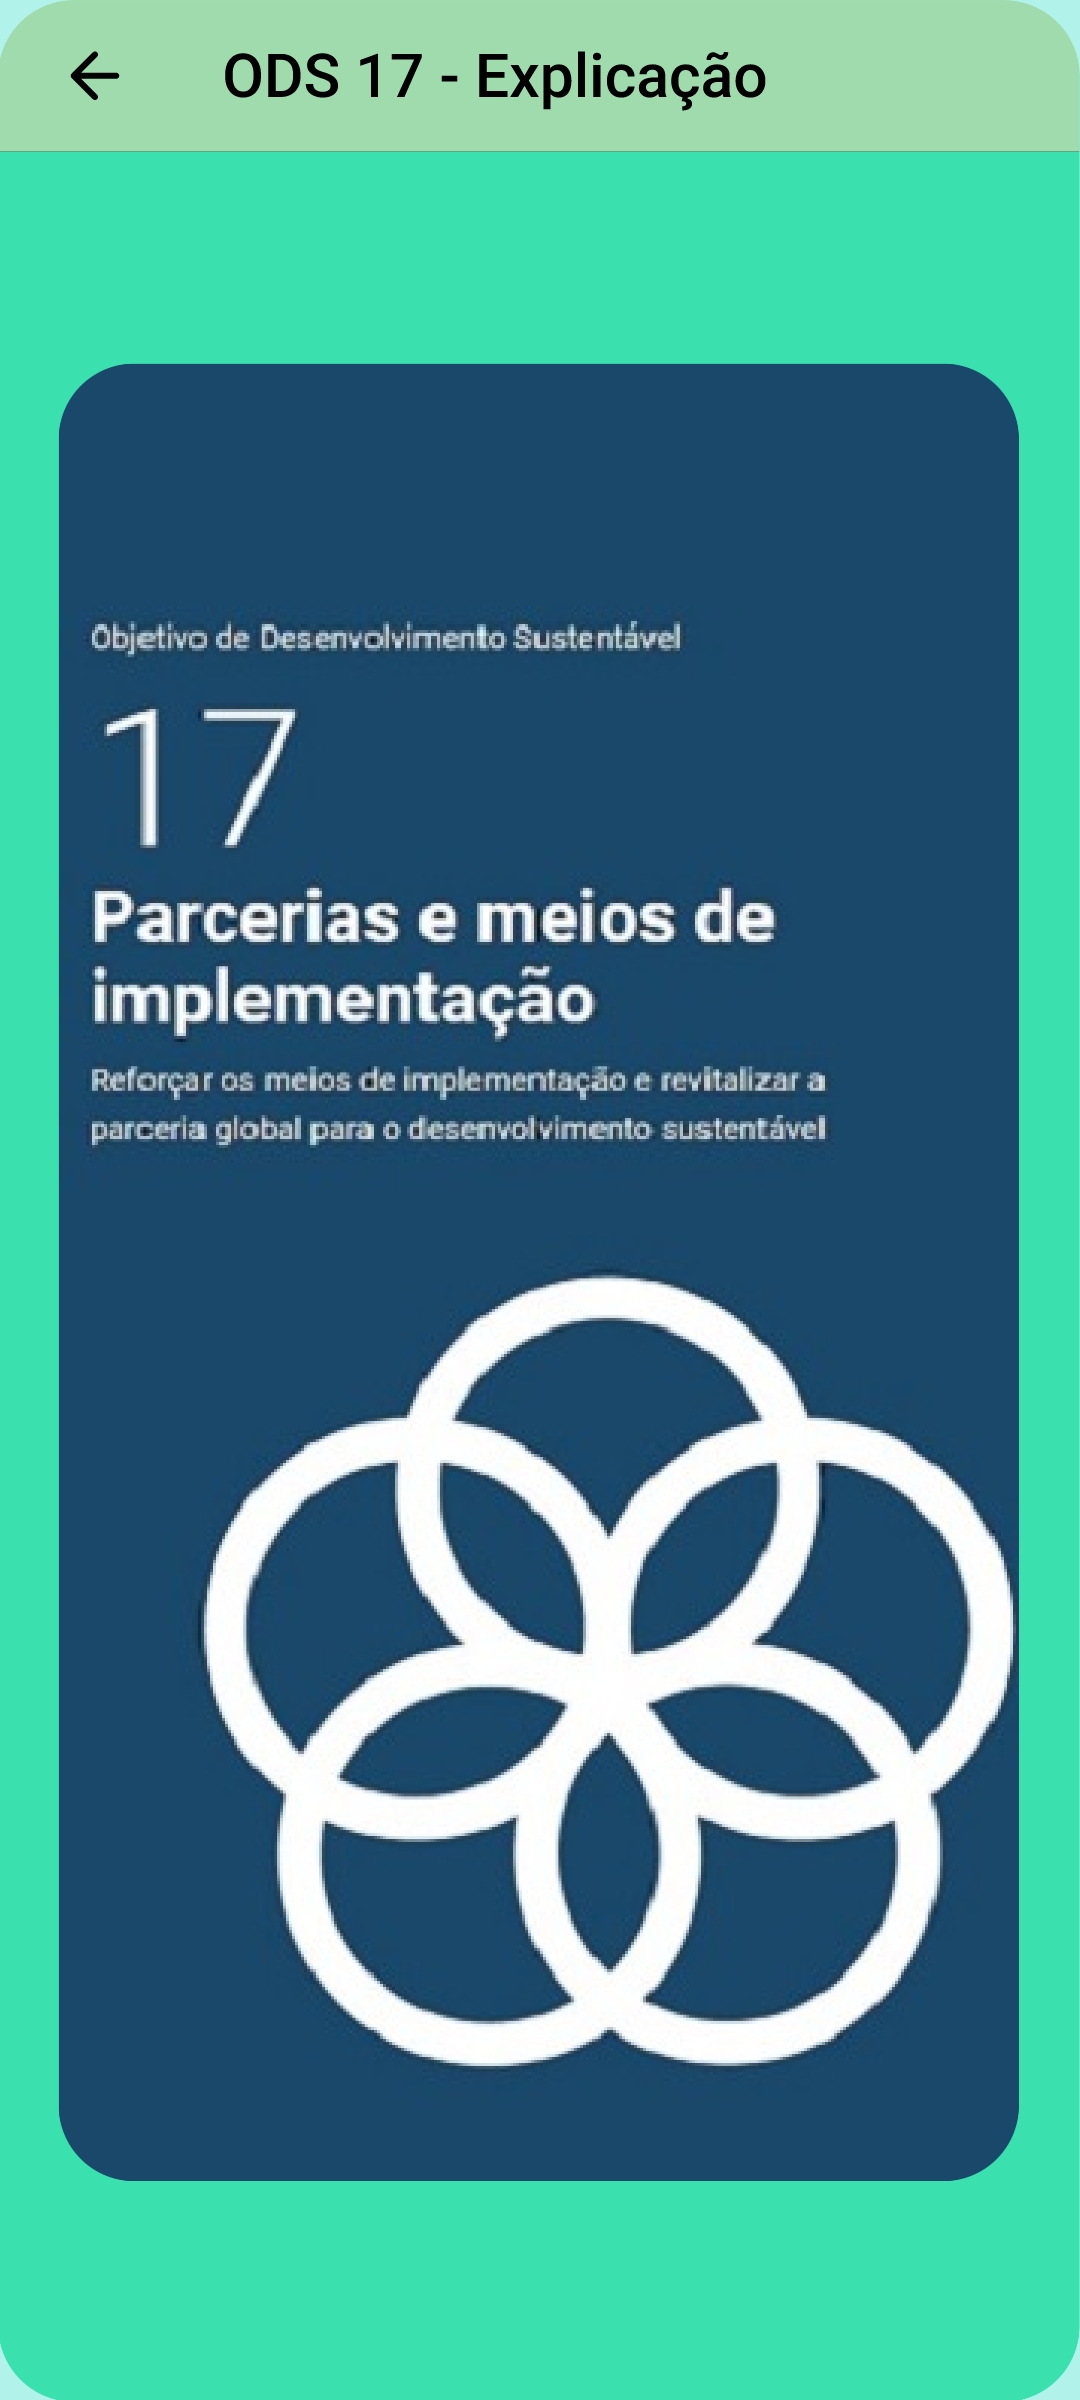 ODS 17 - Explicação
Objetivo de Desenvolvimento Sustentável
17
Parcerias e meios de
implementação
Reforçar os meios de implementação e revitalizar a
parceria global para o desenvolvimento sustentável